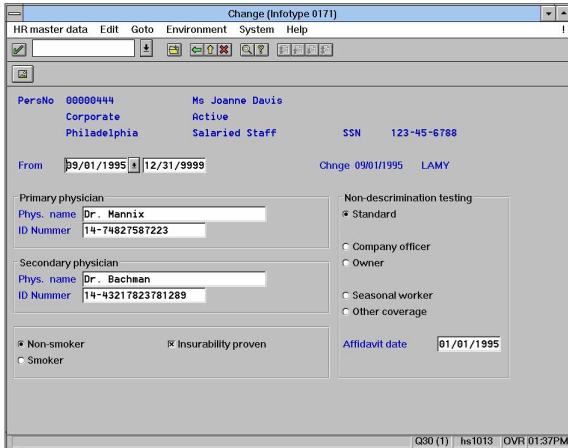 Change (Infotype 0171)
HR master data Edit Goto Environment System Help !
PersNo 00000444 Ms Joanne Davis
Corporate Active
Philadelphia Salaried Staff SSN 123-45-6788
From 09/01/1995 12/31/9999 Chnge 09/01/1995 LAMY
Primary physician
Phys. name Dr. Mannix
ID Nummer 14-74827587223
Secondary physician
Phys. name Dr. Bachman
ID Nummer 14-43217823781289
Non-smoker Insurability proven
Smoker
Non-descrimination testing
Standard
Company officer
Owner
Seasonal worker
Other coverage
Affidavit date 01/01/1995
Q30 (1) hs1013 OVR 01:37PM